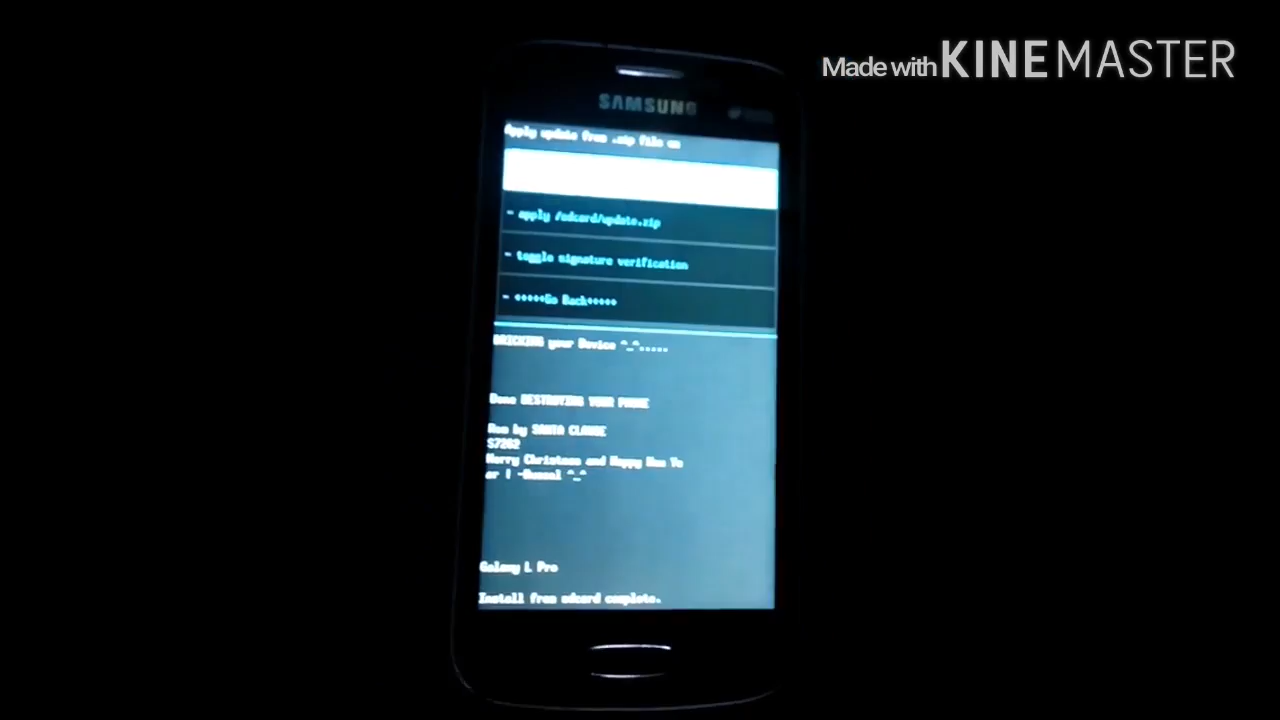 Made with KINEMASTER
SAMSUNG
Apply update from .zip file on
- apply /sdcard/update.zip
- toggle signature verification
- +++++Go Back+++++
BRICKING your Device ^_^.....
Done DESTROYING YOUR PHONE
Rom by SANTA CLAUSE
S7262
Merry Christmas and Happy New Ye
ar ! ^_^
Galaxy L Pro
Install from sdcard complete.